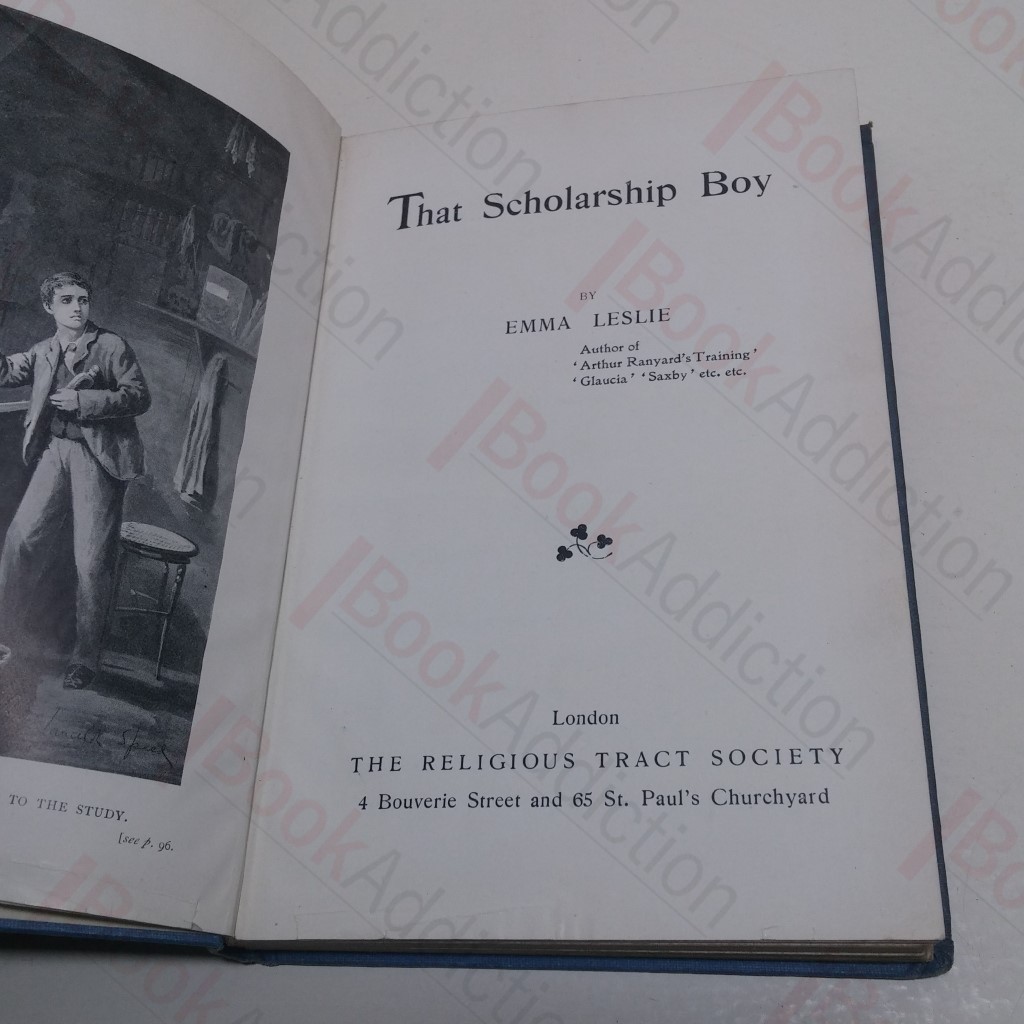 TO THE STUDY.
[see p. 96.
That Scholarship Boy
BY
EMMA LESLIE
Author of
‘Arthur Ranyard's Training’
‘Glaucia’ ‘Saxby’ etc. etc.
London
THE RELIGIOUS TRACT SOCIETY
4 Bouverie Street and 65 St. Paul's Churchyard
BookAddiction